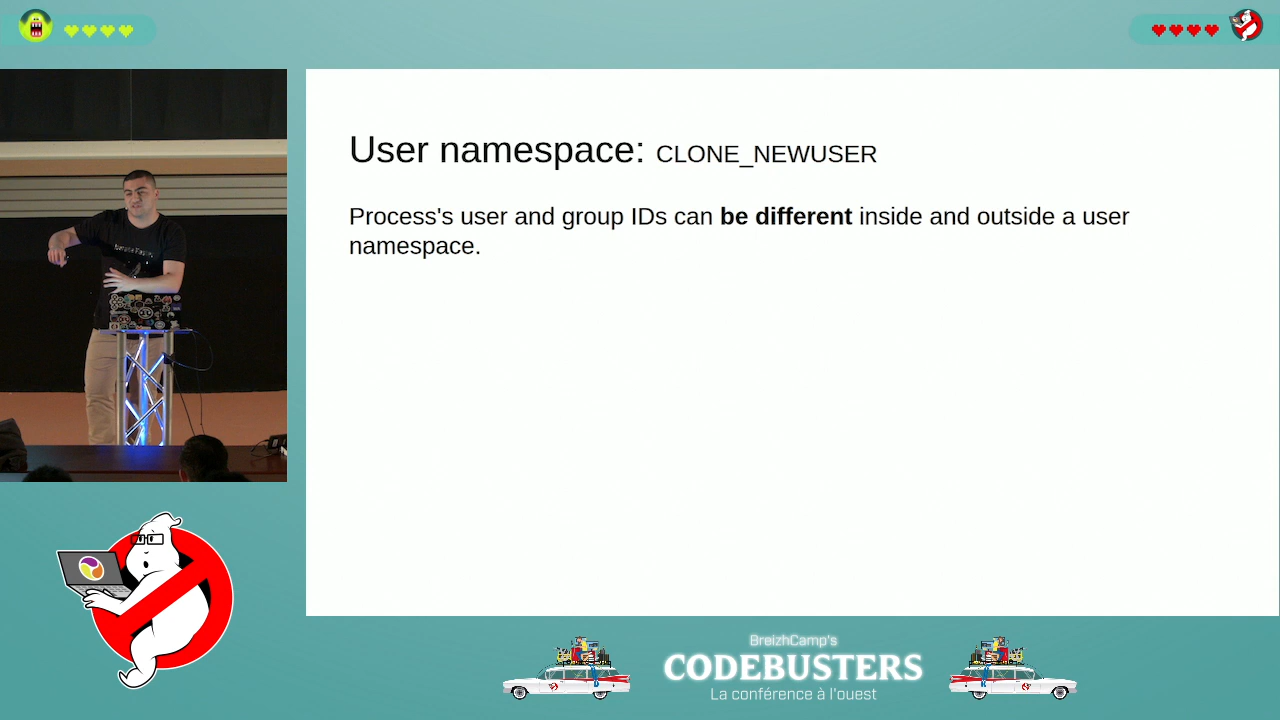 User namespace: CLONE_NEWUSER
Process's user and group IDs can be different inside and outside a user
namespace.
BreizhCamp's
CODEBUSTERS
La conférence à l'ouest